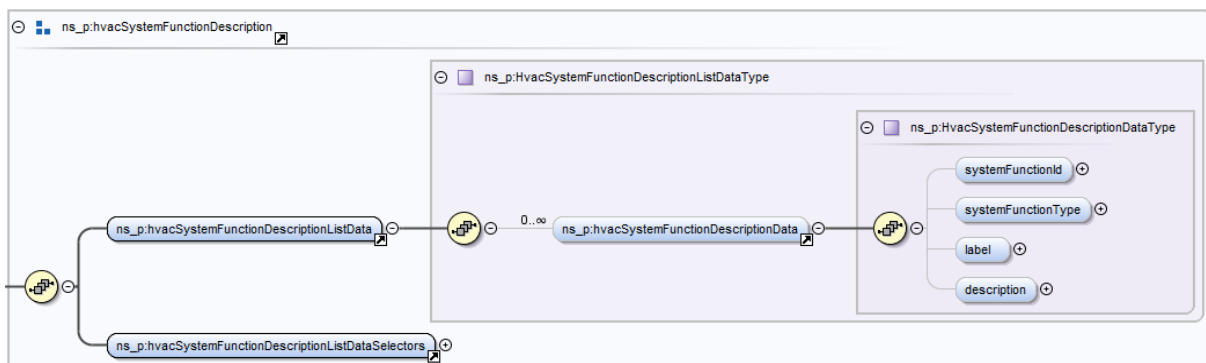 ns_p:hvacSystemFunctionDescription
ns_p:HvacSystemFunctionDescriptionListDataType
ns_p:HvacSystemFunctionDescriptionDataType
systemFunctionId
systemFunctionType
ns_p:hvacSystemFunctionDescriptionListData
0..∞
ns_p:hvacSystemFunctionDescriptionData
label
description
ns_p:hvacSystemFunctionDescriptionListDataSelectors